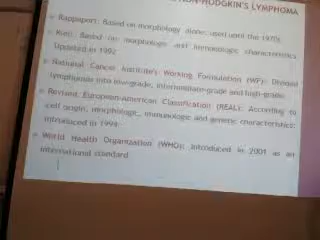 HODGKIN'S LYMPHOMA
Rappaport: Based on morphology alone; used until the 1970s
Kiel: Based on morphologic and immunologic characteristics.
Updated in 1992
National Cancer Institute's Working Formulation (WF): Divided
lymphomas into low-grade, intermediate-grade and high-grade.
Revised European-American Classification (REAL): According to
cell origin, morphologic, immunologic and genetic characteristics;
introduced in 1994
World Health Organization (WHO): Introduced in 2001 as an
international standard